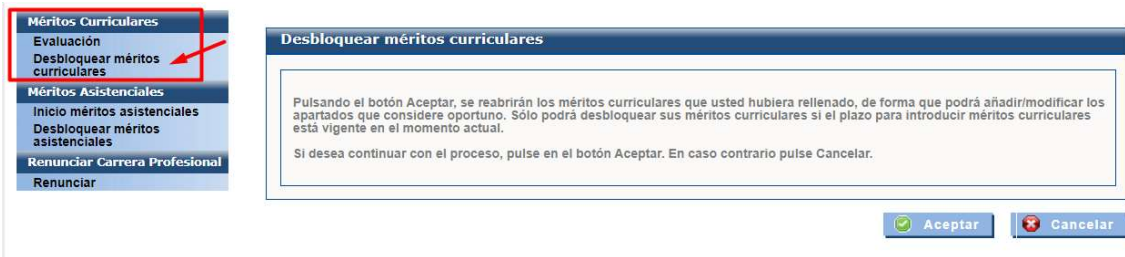 Méritos Curriculares
Evaluación
Desbloquear méritos
curriculares
Méritos Asistenciales
Inicio méritos asistenciales
Desbloquear méritos
asistenciales
Renunciar Carrera Profesional
Renunciar
Desbloquear méritos curriculares
Pulsando el botón Aceptar, se reabrirán los méritos curriculares que usted hubiera rellenado, de forma que podrá añadir/modificar los
apartados que considere oportuno. Sólo podrá desbloquear sus méritos curriculares si el plazo para introducir méritos curriculares
está vigente en el momento actual.
Si desea continuar con el proceso, pulse en el botón Aceptar. En caso contrario pulse Cancelar.
Aceptar
Cancelar